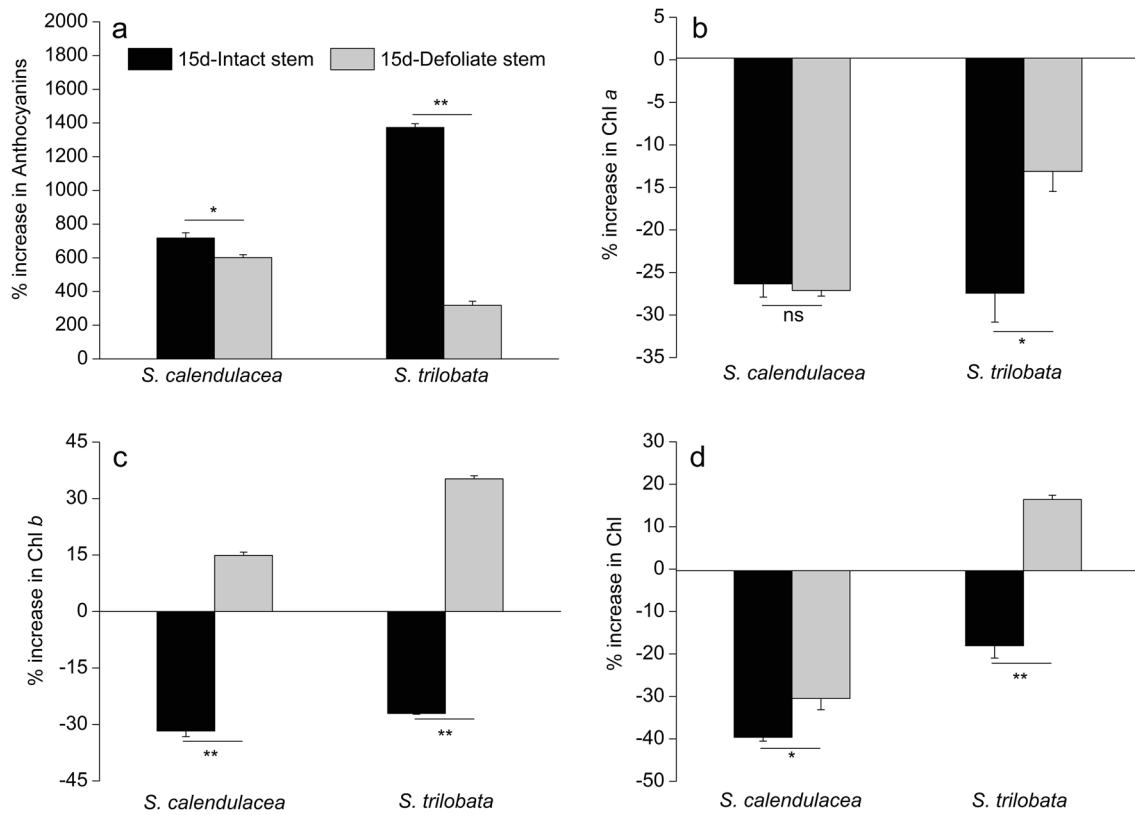 a
2000
1800
1600
1400
1200
1000
800
600
400
200
0
% increase in Anthocyanins
15d-Intact stem
15d-Defoliate stem
*
**
S. calendulacea
S. trilobata
b
5
0
-5
-10
-15
-20
-25
-30
-35
% increase in Chl a
ns
*
S. calendulacea
S. trilobata
c
45
30
15
0
-15
-30
-45
% increase in Chl b
**
**
S. calendulacea
S. trilobata
d
30
20
10
0
-10
-20
-30
-40
-50
% increase in Chl
*
**
S. calendulacea
S. trilobata